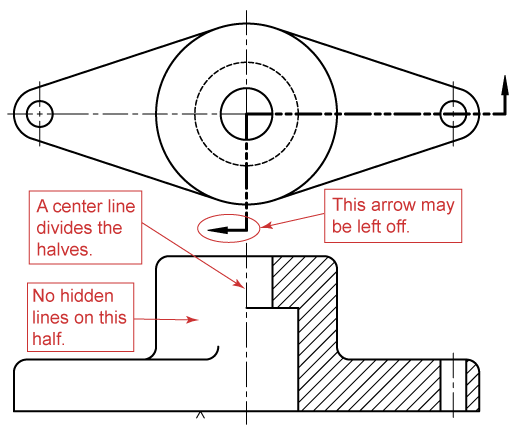 A center line
divides the
halves.
This arrow may
be left off.
No hidden
lines on this
half.